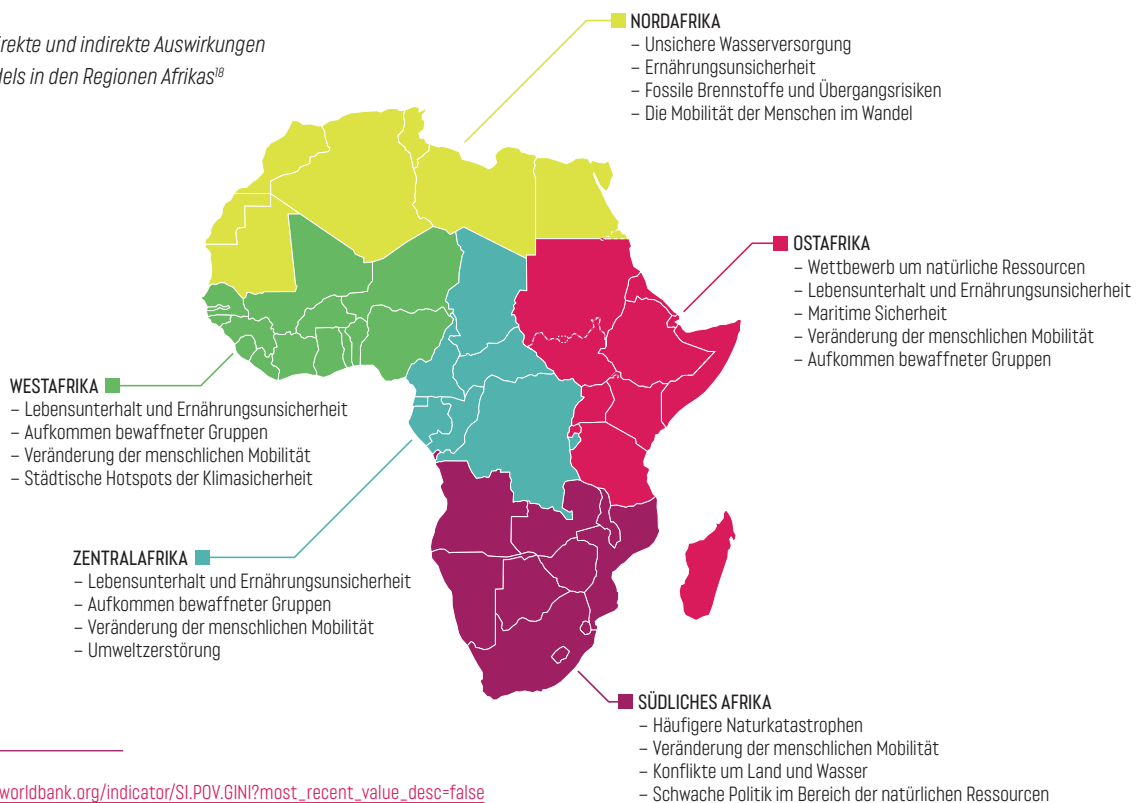 rekte und indirekte Auswirkungen
dels in den Regionen Afrikas18
NORDAFRIKA
– Unsichere Wasserversorgung
– Ernährungsunsicherheit
– Fossile Brennstoffe und Übergangsrisiken
– Die Mobilität der Menschen im Wandel
OSTAFRIKA
– Wettbewerb um natürliche Ressourcen
– Lebensunterhalt und Ernährungsunsicherheit
– Maritime Sicherheit
– Veränderung der menschlichen Mobilität
– Aufkommen bewaffneter Gruppen
WESTAFRIKA
– Lebensunterhalt und Ernährungsunsicherheit
– Aufkommen bewaffneter Gruppen
– Veränderung der menschlichen Mobilität
– Städtische Hotspots der Klimasicherheit
ZENTRALAFRIKA
– Lebensunterhalt und Ernährungsunsicherheit
– Aufkommen bewaffneter Gruppen
– Veränderung der menschlichen Mobilität
– Umweltzerstörung
SÜDLICHES AFRIKA
– Häufigere Naturkatastrophen
– Veränderung der menschlichen Mobilität
– Konflikte um Land und Wasser
– Schwache Politik im Bereich der natürlichen Ressourcen
worldbank.org/indicator/SI.POV.GINI?most_recent_value_desc=false